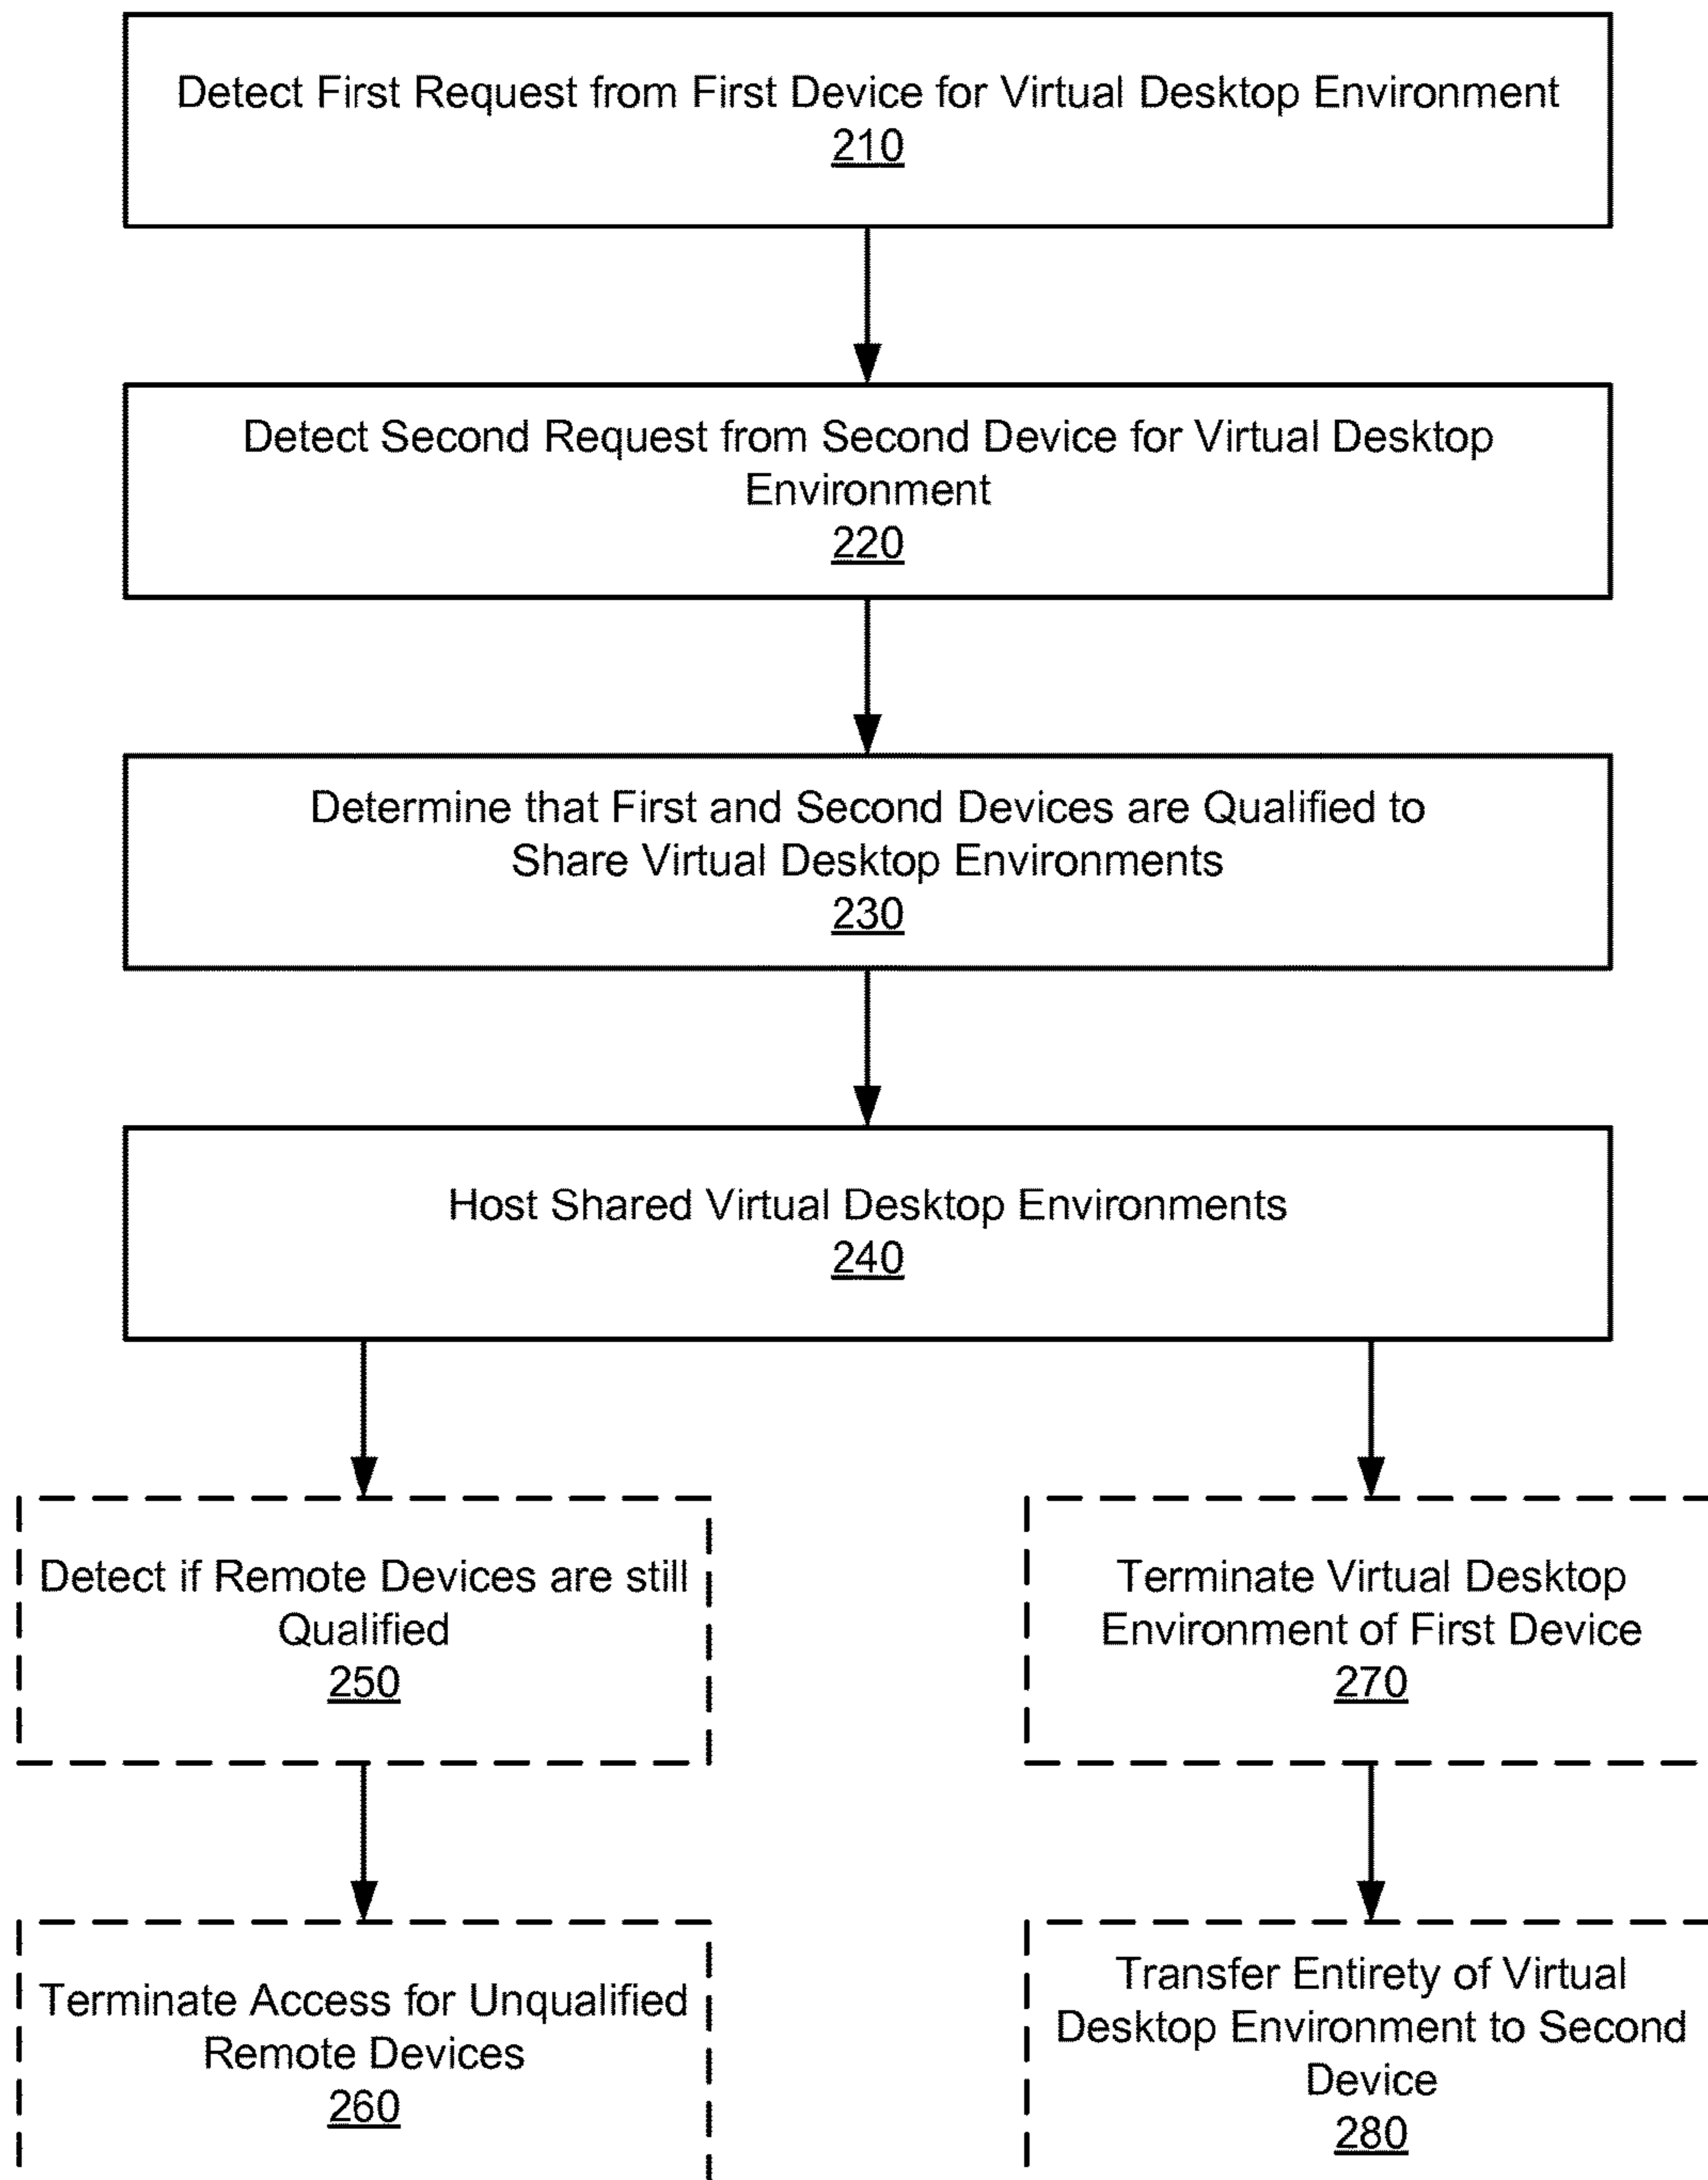 Detect First Request from First Device for Virtual Desktop Environment
210
Detect Second Request from Second Device for Virtual Desktop
Environment
220
Determine that First and Second Devices are Qualified to
Share Virtual Desktop Environments
230
Host Shared Virtual Desktop Environments
240
Detect if Remote Devices are still
Qualified
250
Terminate Virtual Desktop
Environment of First Device
270
Terminate Access for Unqualified
Remote Devices
260
Transfer Entirety of Virtual
Desktop Environment to Second
Device
280